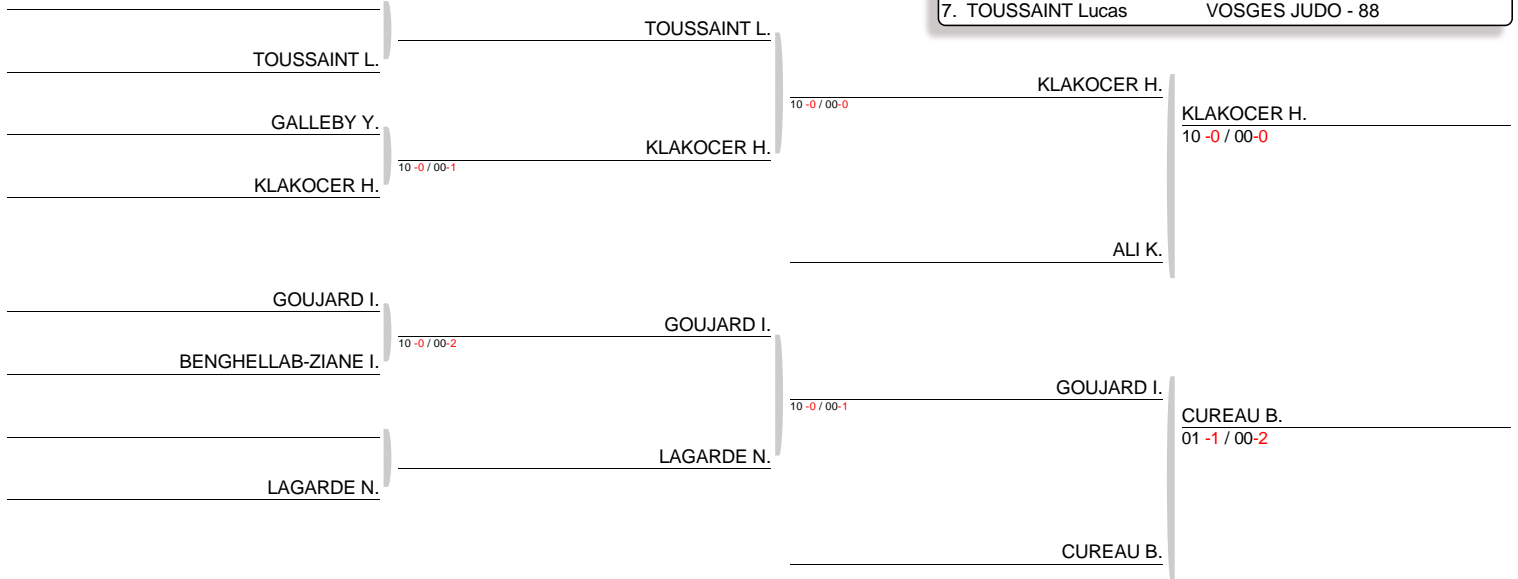 7. TOUSSAINT Lucas VOSGES JUDO - 88
TOUSSAINT L.
TOUSSAINT L.
KLAKOCER H.
10 -0 / 00-0
KLAKOCER H.
10 -0 / 00-0
GALLEBY Y.
KLAKOCER H.
10 -0 / 00-1
KLAKOCER H.
ALI K.
GOUJARD I.
GOUJARD I.
10 -0 / 00-2
BENGHELLAB-ZIANE I.
GOUJARD I.
10 -0 / 00-1
CUREAU B.
01 -1 / 00-2
LAGARDE N.
LAGARDE N.
CUREAU B.